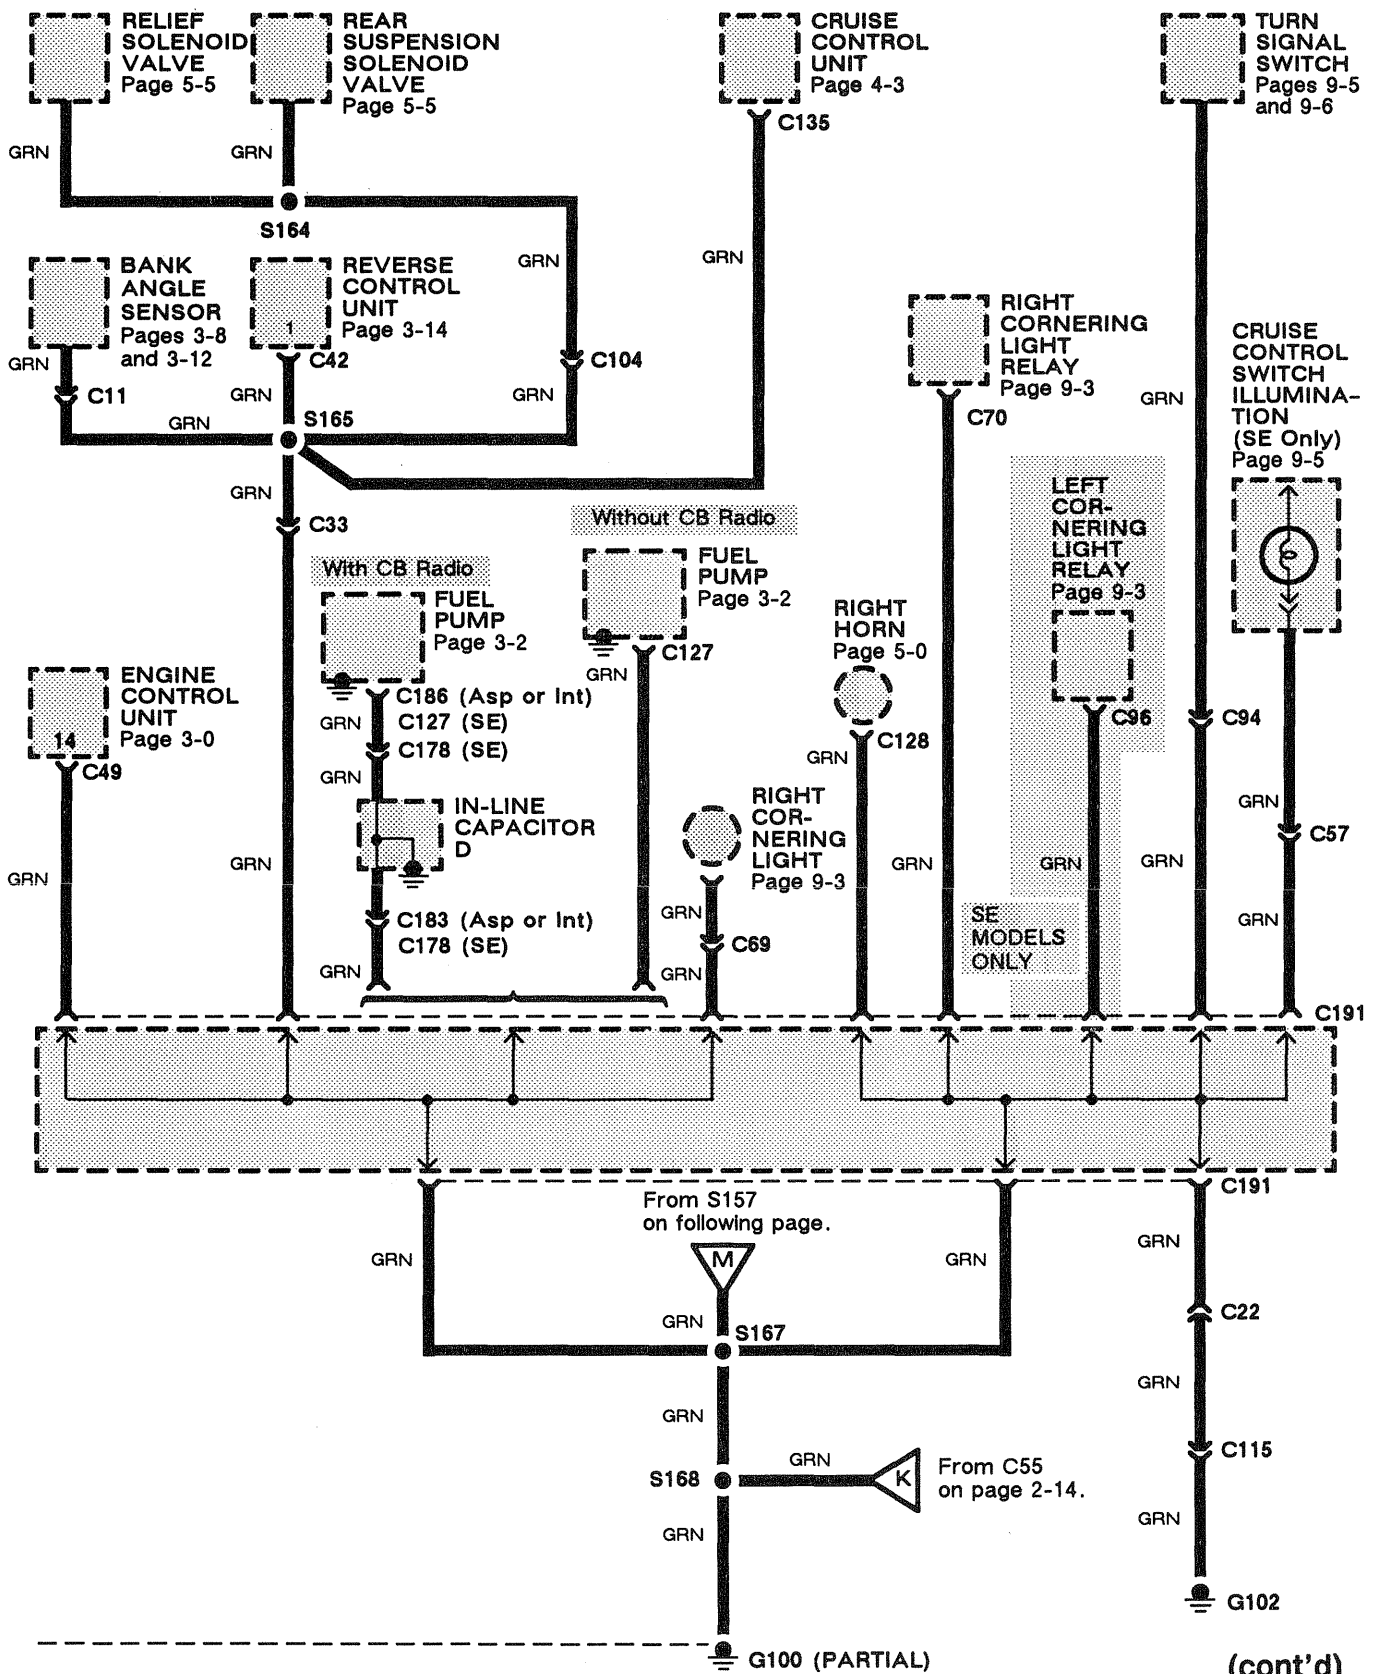 RELIEF
SOLENOID
VALVE
Page 5-5
REAR
SUSPENSION
SOLENOID
VALVE
Page 5-5
CRUISE
CONTROL
UNIT
Page 4-3
C135
TURN
SIGNAL
SWITCH
Pages 9-5
and 9-6
GRN
GRN
S164
GRN
GRN
BANK
ANGLE
SENSOR
Pages 3-8
and 3-12
REVERSE
CONTROL
UNIT
Page 3-14
1
C42
C104
GRN
C11
GRN
GRN
GRN
S165
RIGHT
CORNERING
LIGHT
RELAY
Page 9-3
C70
GRN
CRUISE
CONTROL
SWITCH
ILLUMINA-
TION
(SE Only)
Page 9-5
GRN
C33
Without CB Radio
FUEL
PUMP
Page 3-2
C127
GRN
With CB Radio
FUEL
PUMP
Page 3-2
C186 (Asp or Int)
C127 (SE)
GRN
C178 (SE)
GRN
LEFT
COR-
NERING
LIGHT
RELAY
Page 9-3
C96
RIGHT
HORN
Page 5-0
C128
GRN
C94
ENGINE
CONTROL
UNIT
Page 3-0
14
C49
IN-LINE
CAPACITOR
D
RIGHT
COR-
NERING
LIGHT
Page 9-3
GRN
C57
GRN
GRN
GRN
GRN
GRN
C183 (Asp or Int)
C178 (SE)
GRN
GRN
C69
GRN
SE
MODELS
ONLY
GRN
C191
From S157
on following page.
M
C191
GRN
GRN
GRN
C22
GRN
S167
GRN
GRN
C115
S168
GRN
K
From C55
on page 2-14.
GRN
GRN
G102
G100 (PARTIAL)
(cont'd)